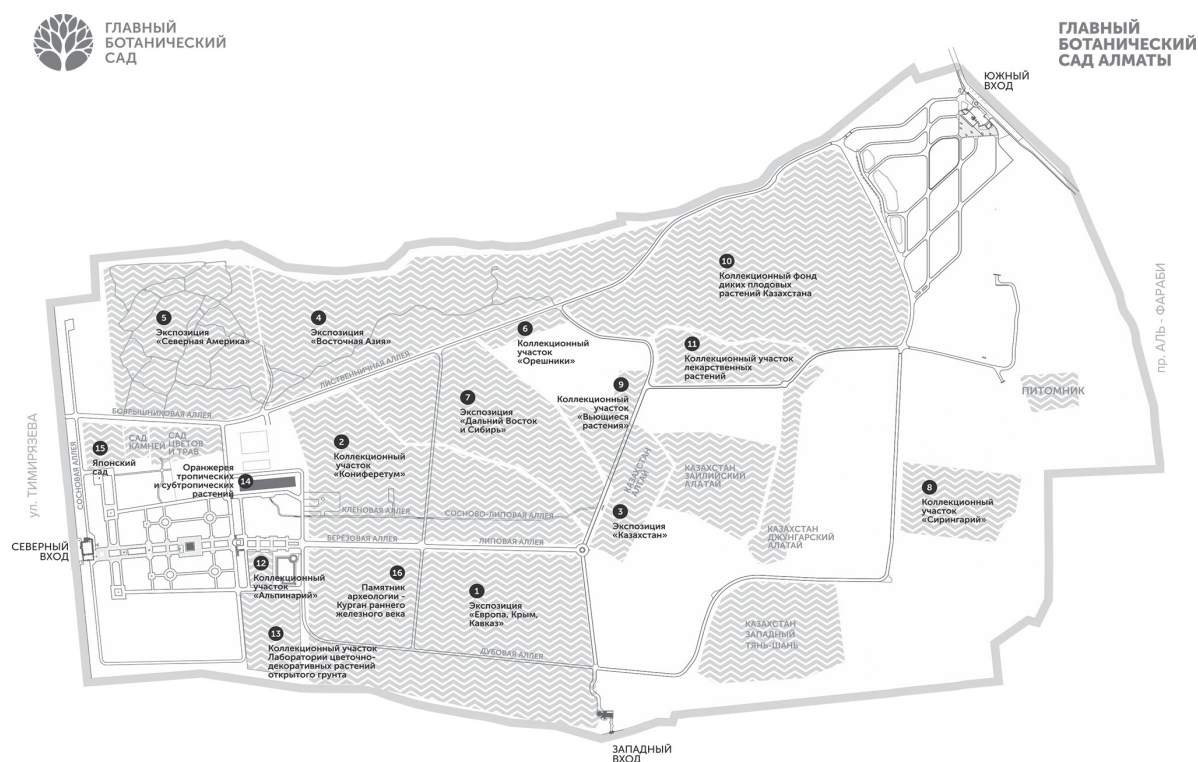 ГЛАВНЫЙ
БОТАНИЧЕСКИЙ
САД
ГЛАВНЫЙ
БОТАНИЧЕСКИЙ
САД АЛМАТЫ
ЮЖНЫЙ
ВХОД
10
Коллекционный фонд
диких плодовых
растений Казахстана
5
Экспозиция
«Северная Америка»
4
Экспозиция
«Восточная Азия»
6
Коллекционный
участок
«Орешники»
11
Коллекционный участок
лекарственных
растений
пр. АЛЬ - ФАРАБИ
ЛИСТВЕННИЧНАЯ АЛЛЕЯ
9
Коллекционный
участок
«Вьющиеся
растения»
7
Экспозиция
«Дальний Восток
и Сибирь»
ПИТОМНИК
БОЯРЫШНИКОВАЯ АЛЛЕЯ
ул. ТИМИРЯЗЕВА
СОСНОВАЯ АЛЛЕЯ
15
Японский
сад
САД
КАМНЕЙ
САД
ЦВЕТОВ
И ТРАВ
2
Коллекционный
участок
«Кониферетум»
Оранжерея
тропических
и субтропических
растений
14
КАЗАХСТАН
АЛТАЙ
КАЗАХСТАН
ЗАИЛИЙСКИЙ
АЛАТАЙ
8
Коллекционный
участок
«Сирингарий»
КЛЕНОВАЯ АЛЛЕЯ
СОСНОВО-ЛИПОВАЯ АЛЛЕЯ
3
Экспозиция
«Казахстан»
КАЗАХСТАН
ДЖУНГАРСКИЙ
АЛАТАЙ
БЕРЕЗОВАЯ АЛЛЕЯ
ЛИПОВАЯ АЛЛЕЯ
СЕВЕРНЫЙ
ВХОД
12
Коллекционный
участок
«Альпинарий»
16
Памятник
археологии -
Курган раннего
железного века
1
Экспозиция
«Европа, Крым,
Кавказ»
13
Коллекционный участок
Лаборатории цветочно-
декоративных растений
открытого грунта
ДУБОВАЯ АЛЛЕЯ
КАЗАХСТАН
ЗАПАДНЫЙ
ТЯНЬ-ШАНЬ
ЗАПАДНЫЙ
ВХОД